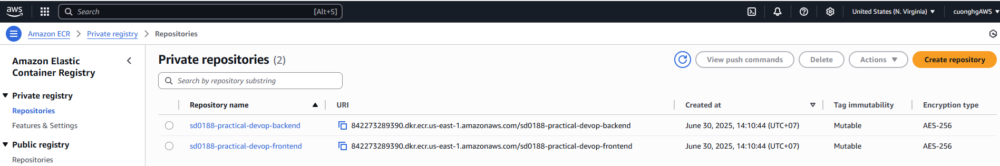 aws Search [Alt+S] United States (N. Virginia) cuonghgAWS
Amazon ECR Private registry Repositories
Amazon Elastic
Container Registry
Private registry
Repositories
Features & Settings
Public registry
Repositories
Private repositories (2) View push commands Delete Actions Create repository
Search by repository substring
Repository name URI Created at Tag immutability Encryption type
sd0188-practical-devop-backend 842273289390.dkr.ecr.us-east-1.amazonaws.com/sd0188-practical-devop-backend June 30, 2025, 14:10:44 (UTC+07) Mutable AES-256
sd0188-practical-devop-frontend 842273289390.dkr.ecr.us-east-1.amazonaws.com/sd0188-practical-devop-frontend June 30, 2025, 14:10:44 (UTC+07) Mutable AES-256